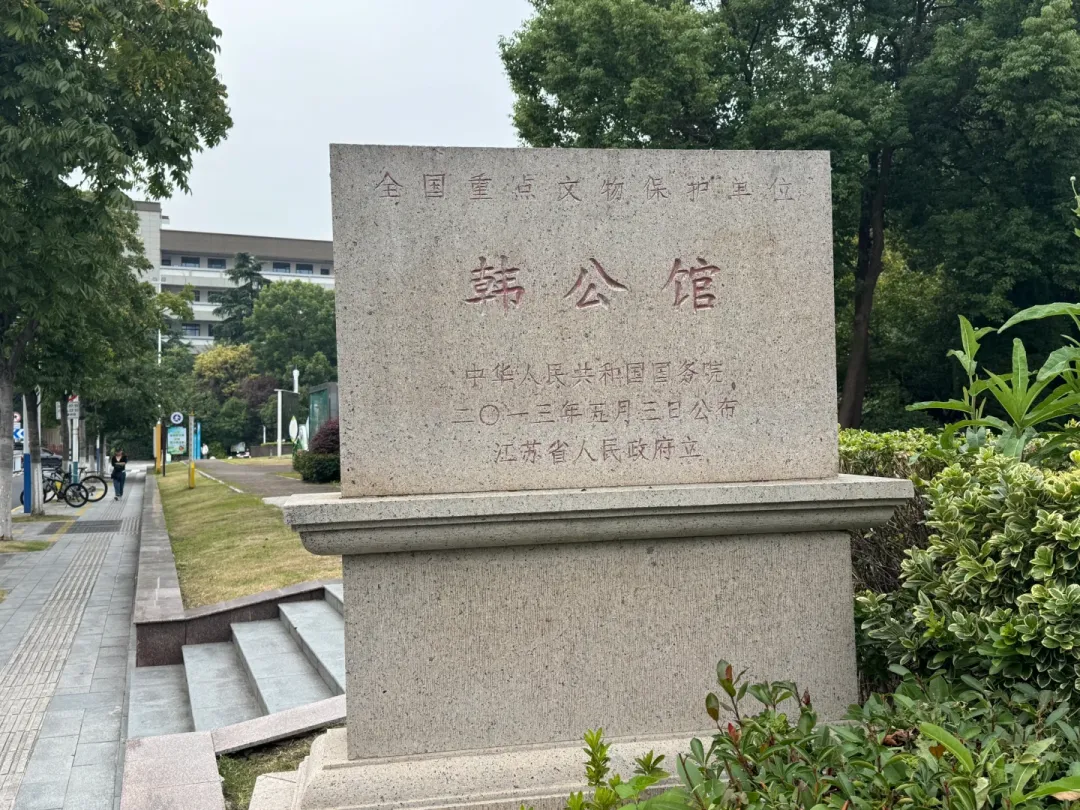 全国重点文物保护单位
韩公馆
中华人民共和国国务院
二〇一三年五月三日公布
江苏省人民政府立